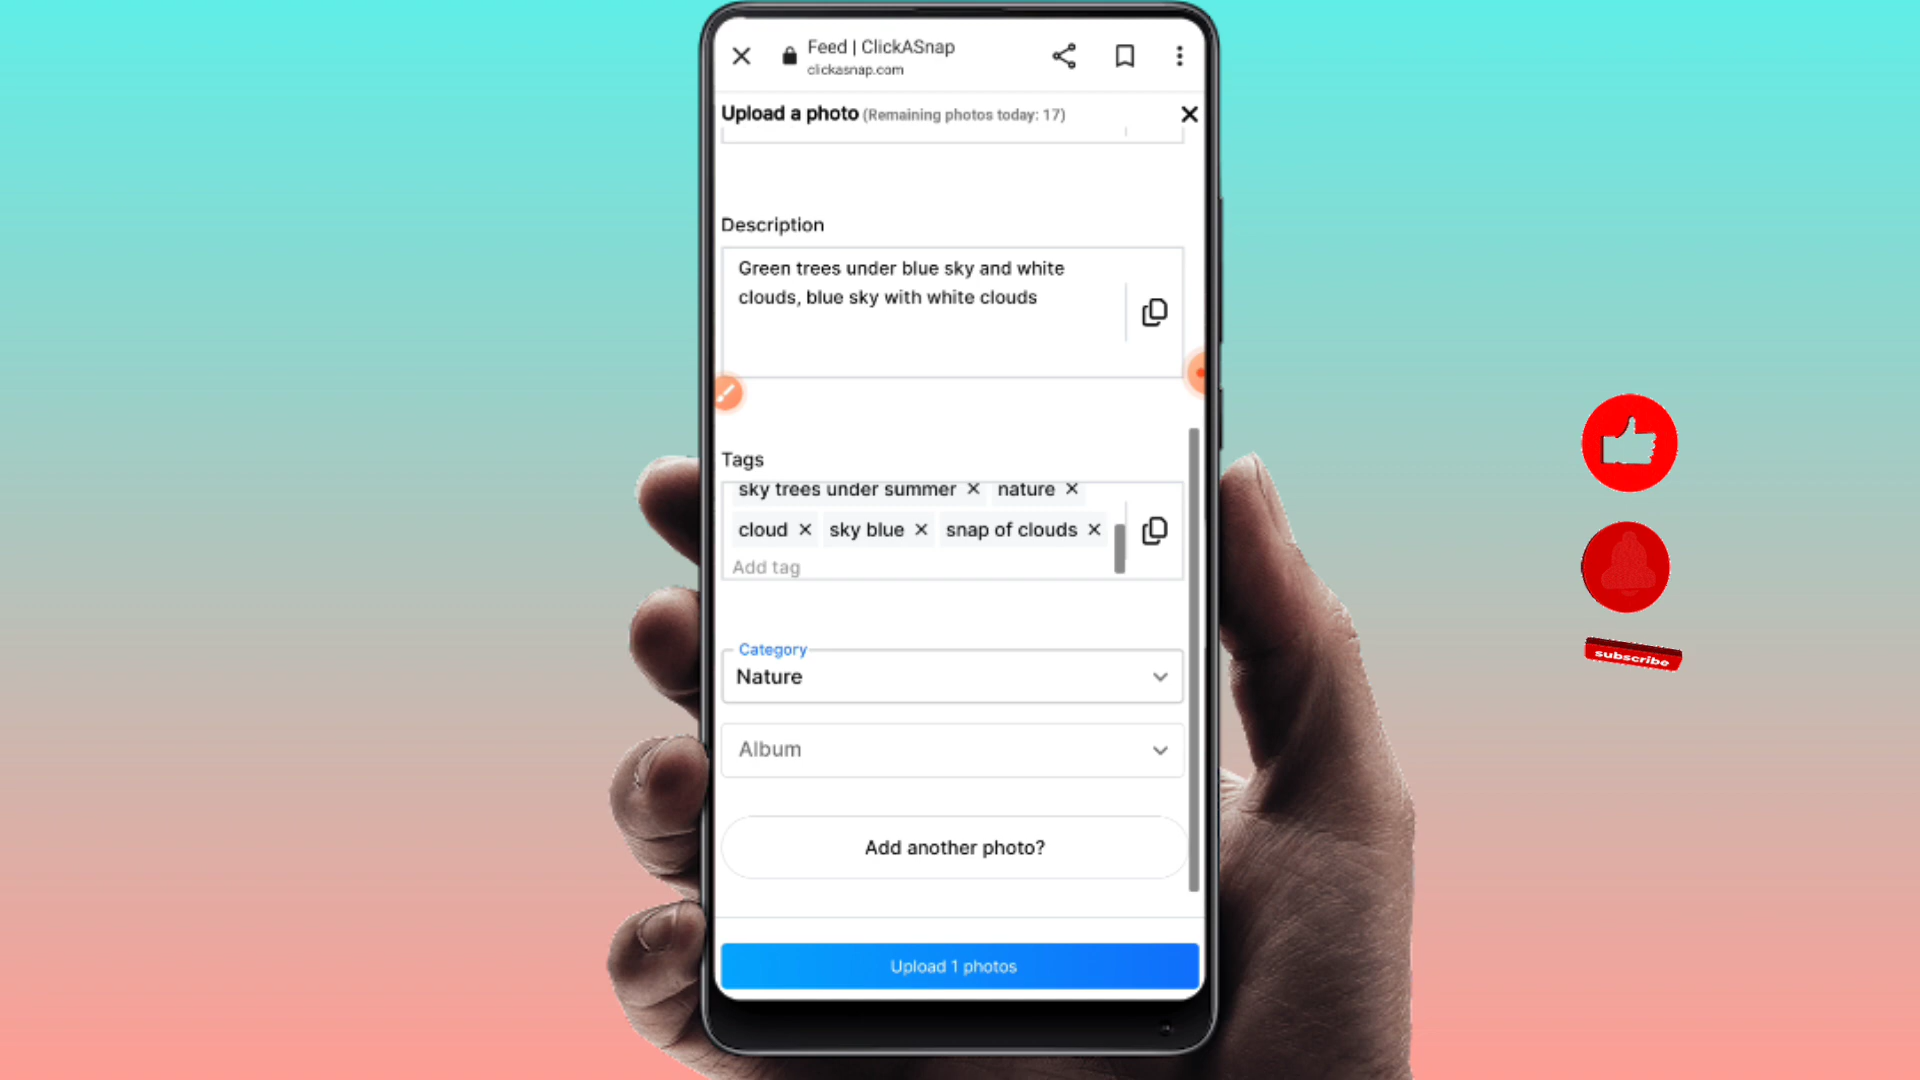 Feed | ClickASnap
clickasnap.com
Upload a photo (Remaining photos today: 17)
Description
Green trees under blue sky and white
clouds, blue sky with white clouds
Tags
sky trees under summer × nature ×
cloud × sky blue × snap of clouds ×
Add tag
Category
Nature
Album
Add another photo?
Upload 1 photos
subscribe